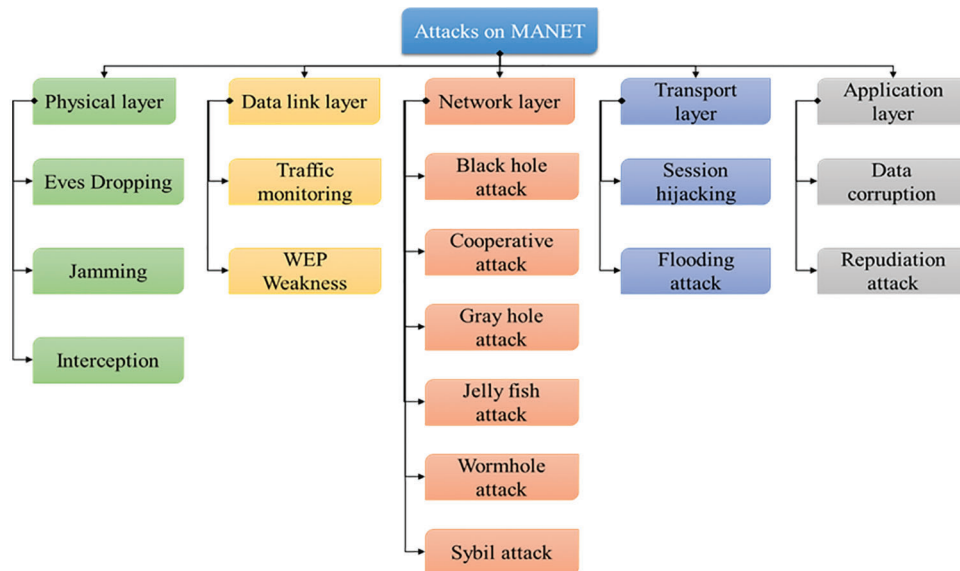 Attacks on MANET
Physical layer
Eves Dropping
Jamming
Interception
Data link layer
Traffic
monitoring
WEP
Weakness
Network layer
Black hole
attack
Cooperative
attack
Gray hole
attack
Jelly fish
attack
Wormhole
attack
Sybil attack
Transport
layer
Session
hijacking
Flooding
attack
Application
layer
Data
corruption
Repudiation
attack